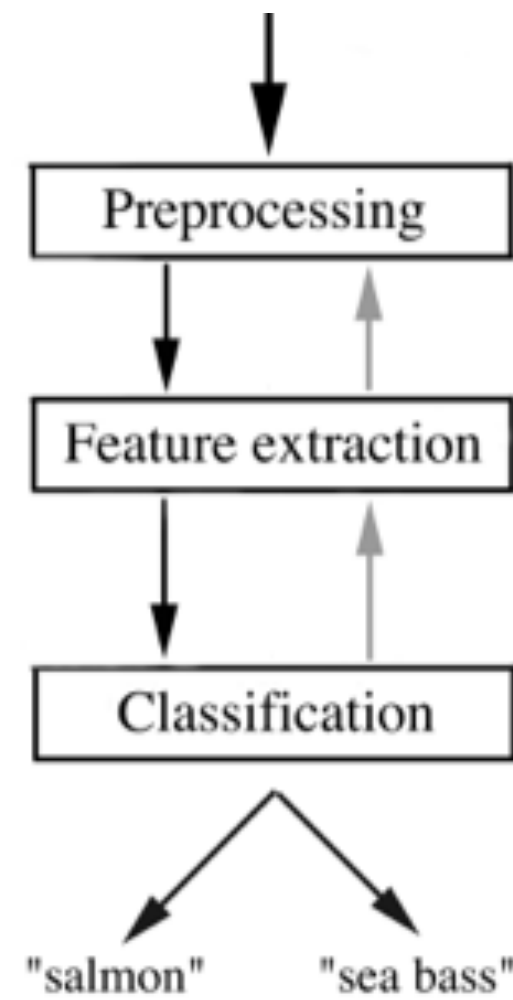 Preprocessing
Feature extraction
Classification
"salmon" "sea bass"